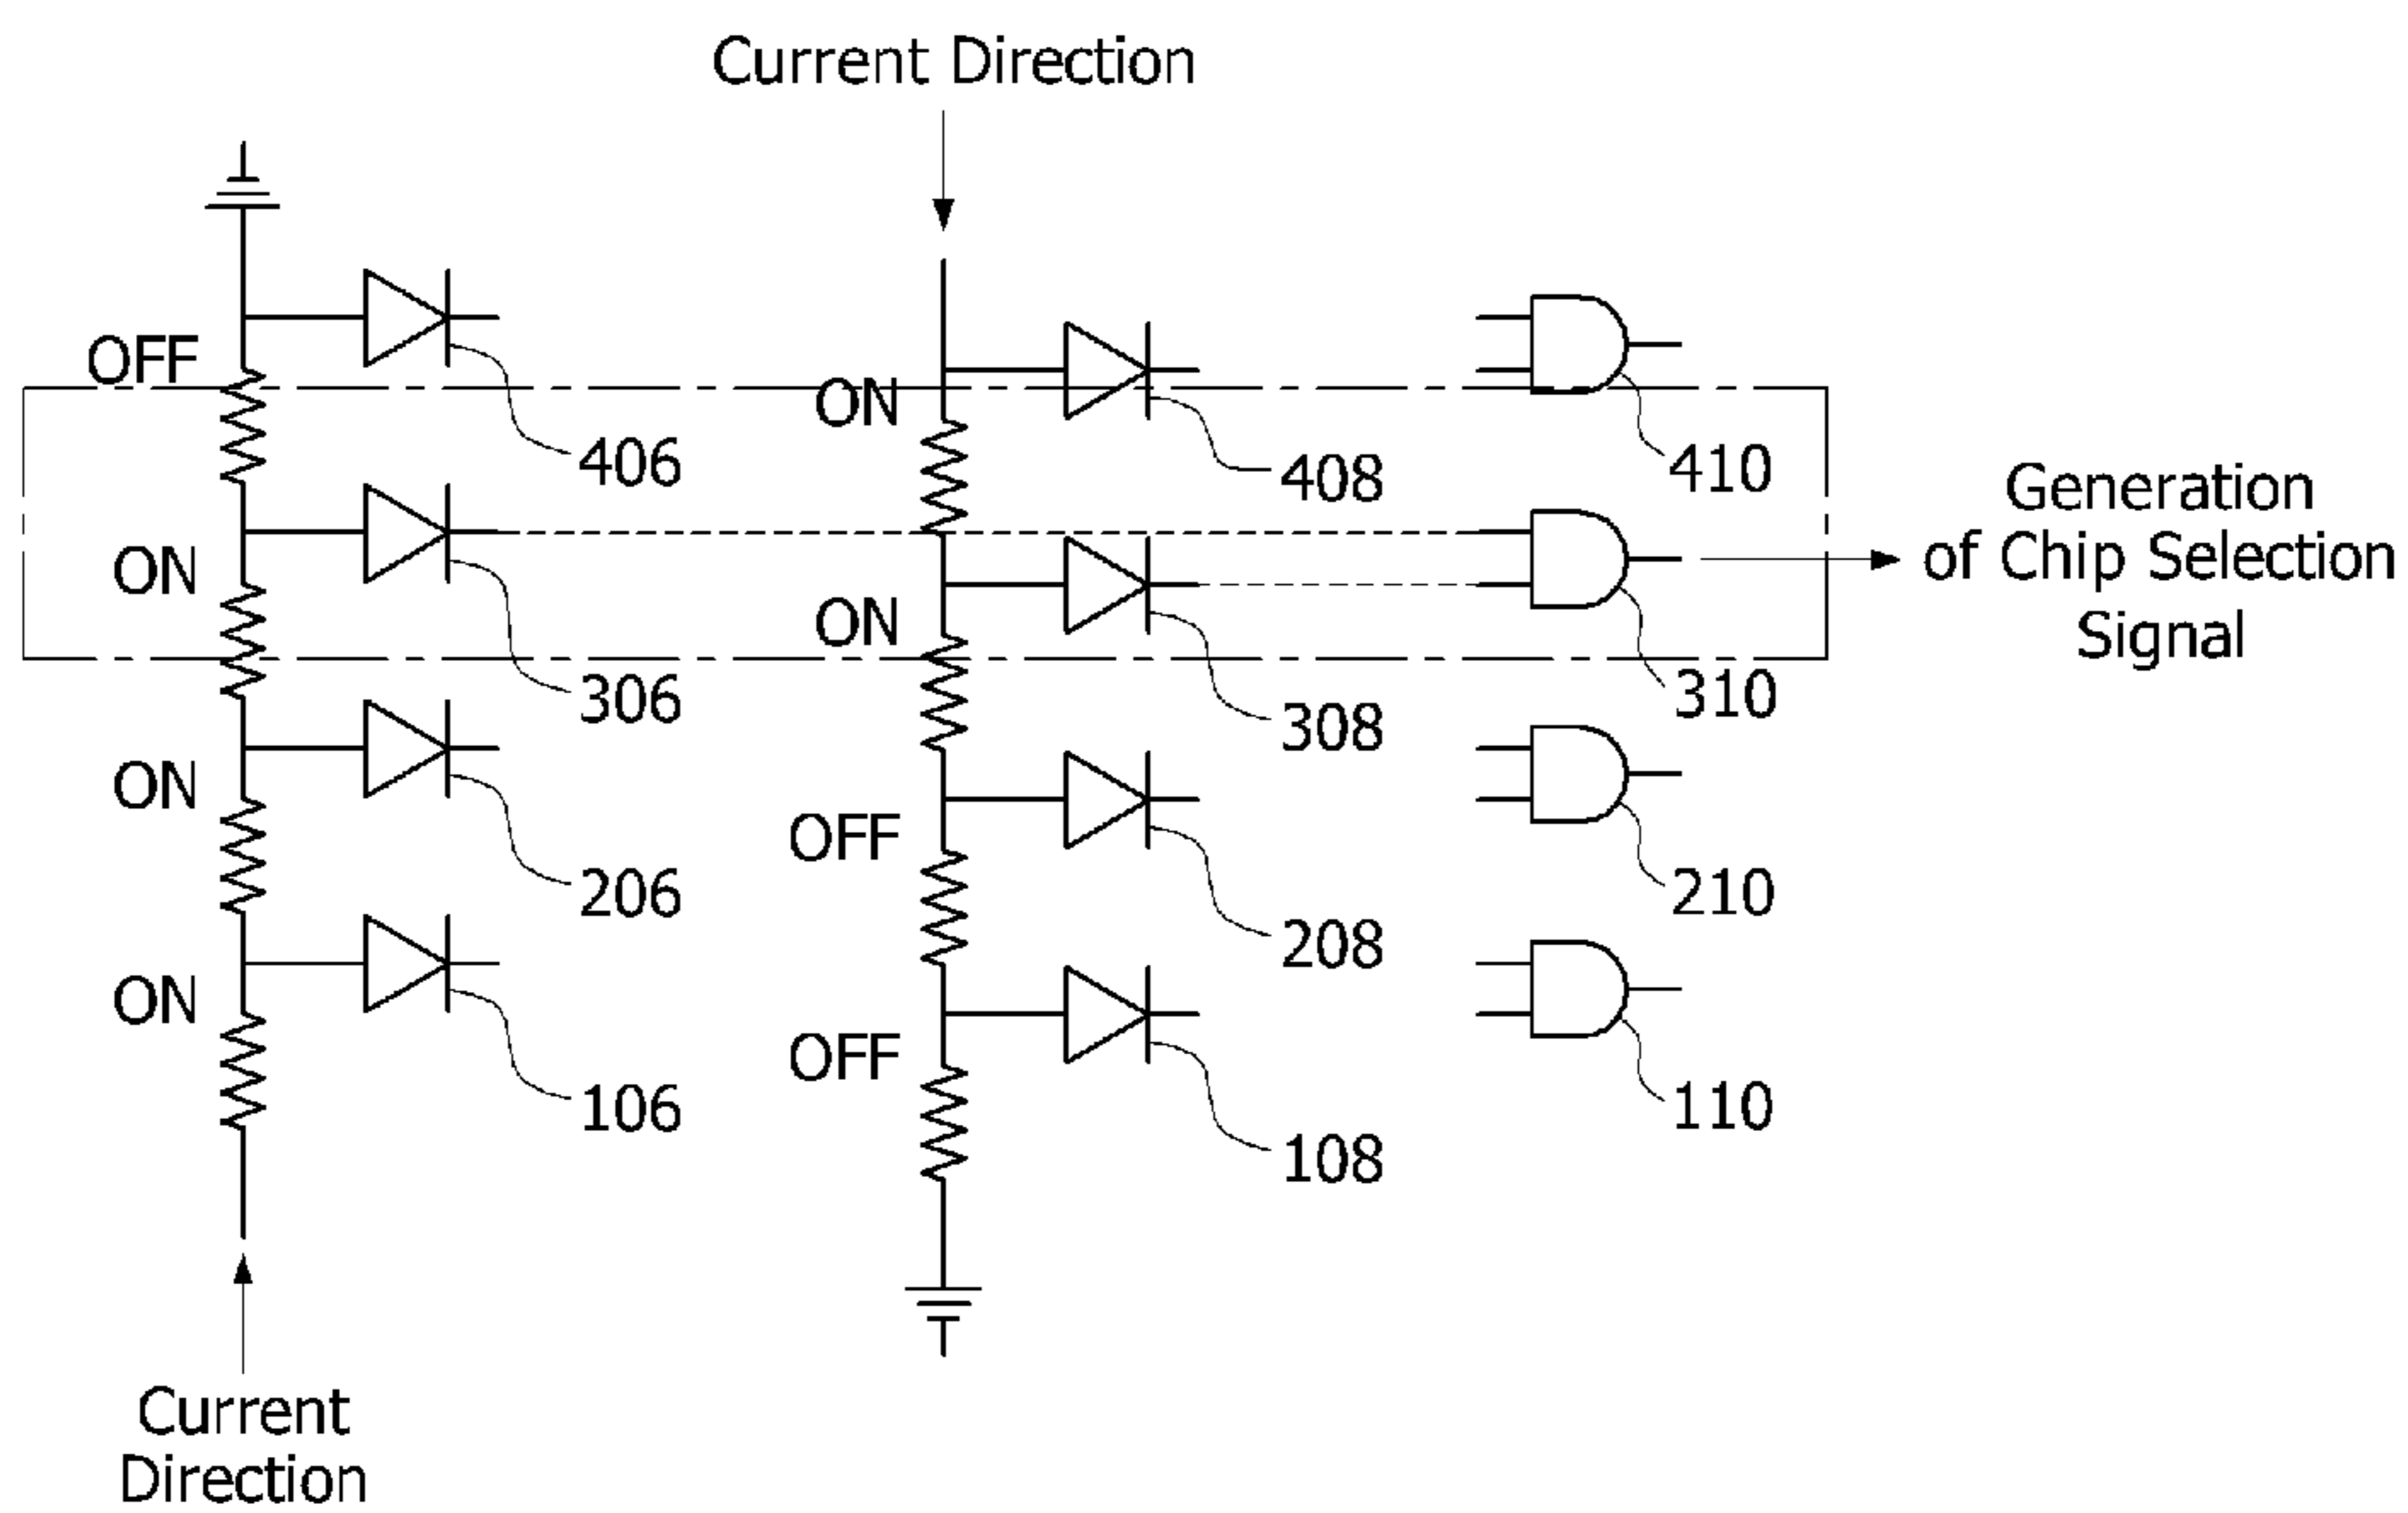 Current Direction
OFF
ON
406
408
410
Generation
of Chip Selection
Signal
ON
ON
306
308
310
ON
OFF
206
208
210
ON
OFF
106
108
110
Current
Direction